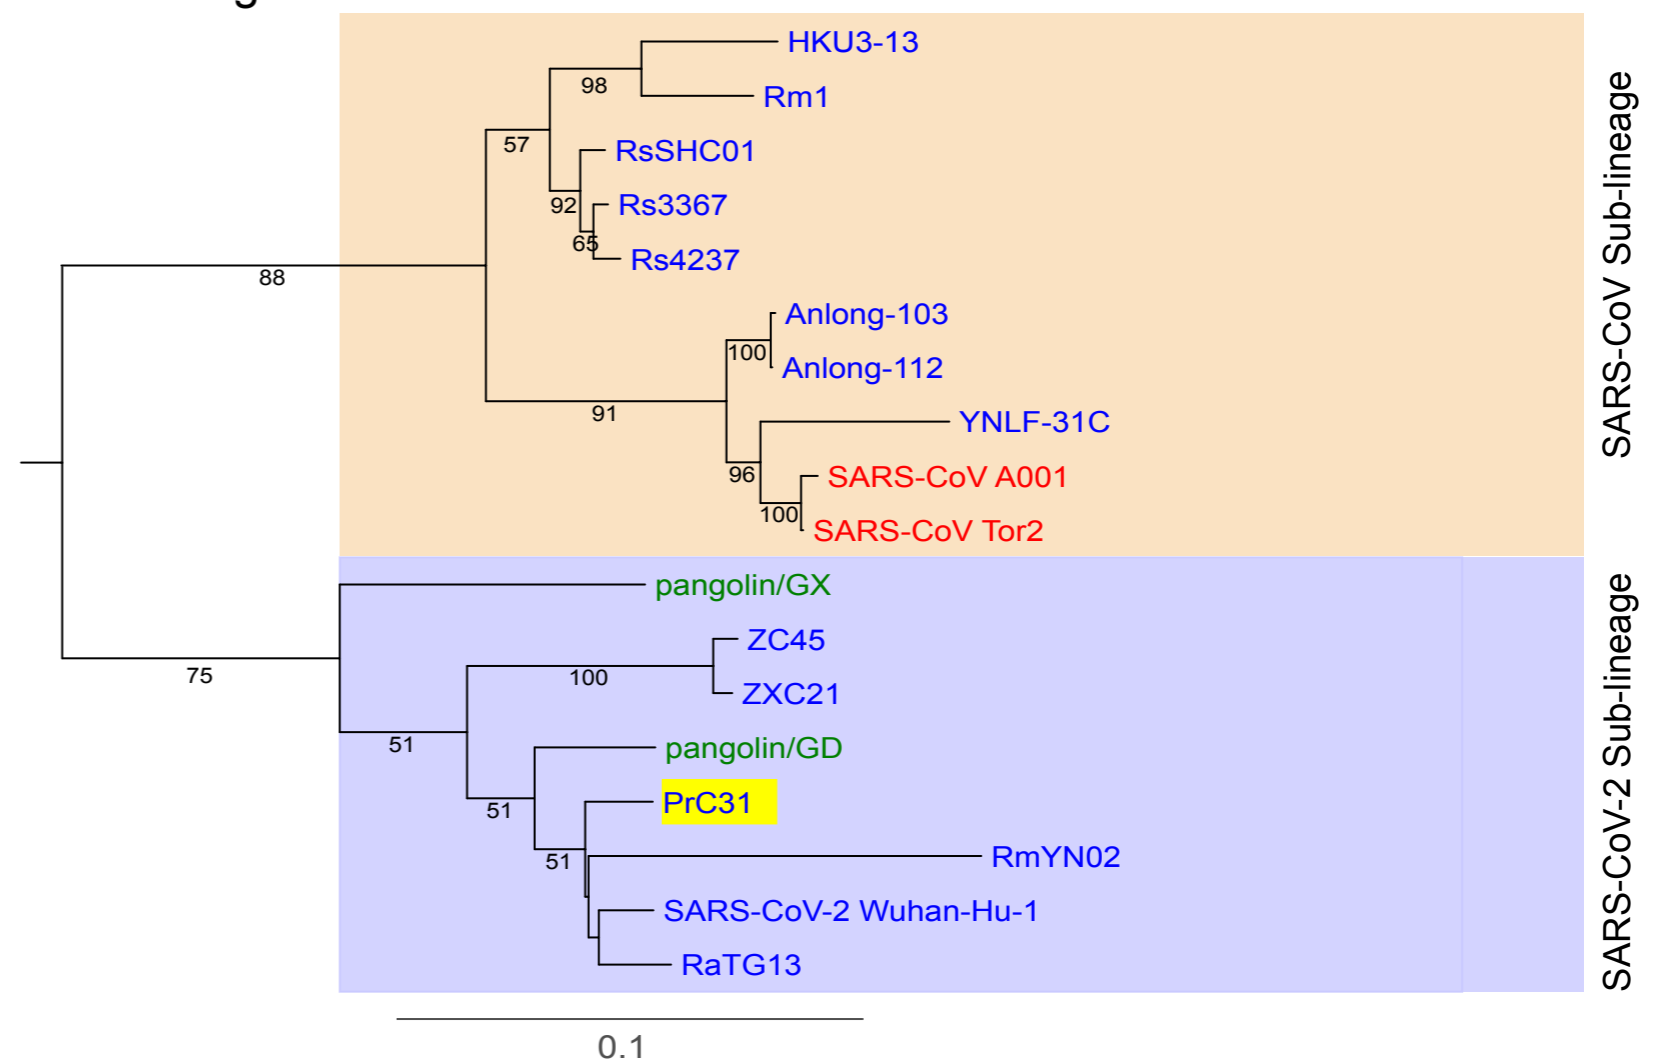 HKU3-13
98
Rm1
57
RsSHC01
92
Rs3367
65
Rs4237
88
Anlong-103
100
Anlong-112
91
YNLF-31C
96
SARS-CoV A001
100
SARS-CoV Tor2
SARS-CoV Sub-lineage
pangolin/GX
ZC45
75
100
ZXC21
51
pangolin/GD
51
PrC31
51
RmYN02
SARS-CoV-2 Wuhan-Hu-1
RaTG13
SARS-CoV-2 Sub-lineage
0.1